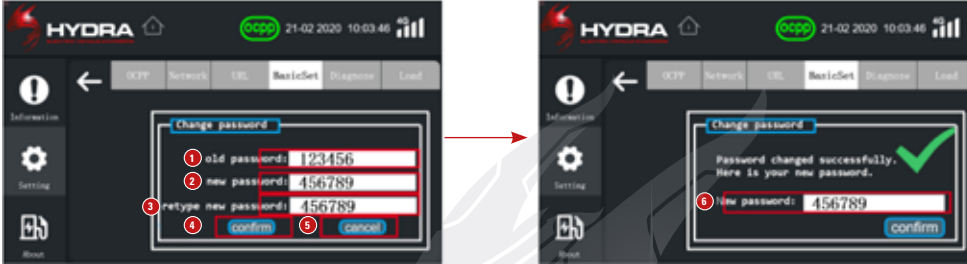 HYDRA ocpp 21-02 2020 10:03:46 4G
OCPP Network URL BasicSet Diagnose Load
Information
Change password
1 old password: 123456
2 new password: 456789
3 retype new password: 456789
4 confirm 5 cancel
Setting
About
HYDRA ocpp 21-02 2020 10:03:46 4G
OCPP Network URL BasicSet Diagnose Load
Information
Change password
Password changed successfully.
Here is your new password.
6 New password: 456789
confirm
Setting
About